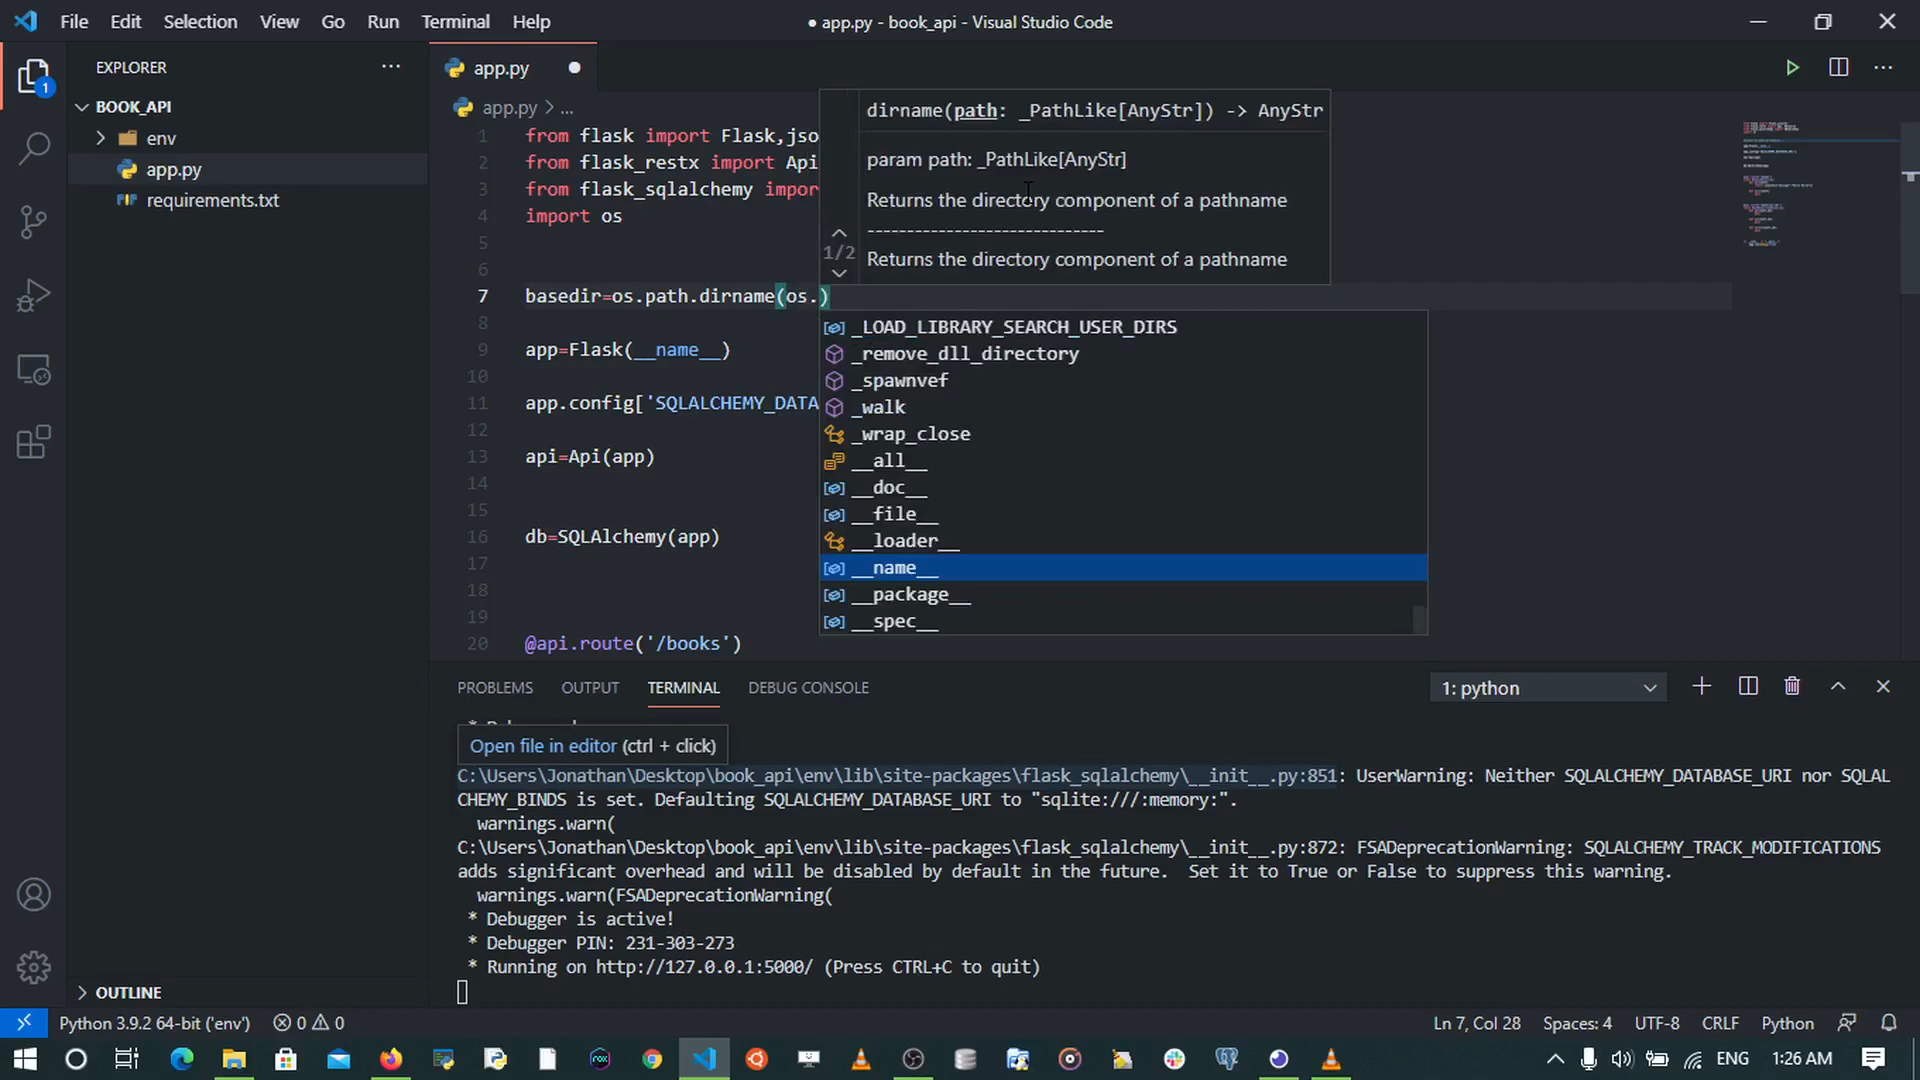 File Edit Selection View Go Run Terminal Help
● app.py - book_api - Visual Studio Code
EXPLORER
BOOK_API
env
app.py
requirements.txt
OUTLINE
1
app.py
app.py > ...
1 from flask import Flask,jso
2 from flask_restx import Api
3 from flask_sqlalchemy impor
4 import os
5
6
7 basedir=os.path.dirname(os.)
8
9 app=Flask(__name__)
10
11 app.config['SQLALCHEMY_DATA
12
13 api=Api(app)
14
15
16 db=SQLAlchemy(app)
17
18
19
20 @api.route('/books')
dirname(path: _PathLike[AnyStr]) -> AnyStr
param path: _PathLike[AnyStr]
Returns the directory component of a pathname
------------------------------
1/2
Returns the directory component of a pathname
_LOAD_LIBRARY_SEARCH_USER_DIRS
_remove_dll_directory
_spawnvef
_walk
_wrap_close
__all__
__doc__
__file__
__loader__
__name__
__package__
__spec__
PROBLEMS OUTPUT TERMINAL DEBUG CONSOLE
1: python
Open file in editor (ctrl + click)
C:\Users\Jonathan\Desktop\book_api\env\lib\site-packages\flask_sqlalchemy\__init__.py:851: UserWarning: Neither SQLALCHEMY_DATABASE_URI nor SQLAL
CHEMY_BINDS is set. Defaulting SQLALCHEMY_DATABASE_URI to "sqlite:///:memory:".
warnings.warn(
C:\Users\Jonathan\Desktop\book_api\env\lib\site-packages\flask_sqlalchemy\__init__.py:872: FSADeprecationWarning: SQLALCHEMY_TRACK_MODIFICATIONS
adds significant overhead and will be disabled by default in the future.  Set it to True or False to suppress this warning.
warnings.warn(FSADeprecationWarning(
* Debugger is active!
* Debugger PIN: 231-303-273
* Running on http://127.0.0.1:5000/ (Press CTRL+C to quit)
Python 3.9.2 64-bit ('env') 0 0
Ln 7, Col 28 Spaces: 4 UTF-8 CRLF Python
ENG 1:26 AM